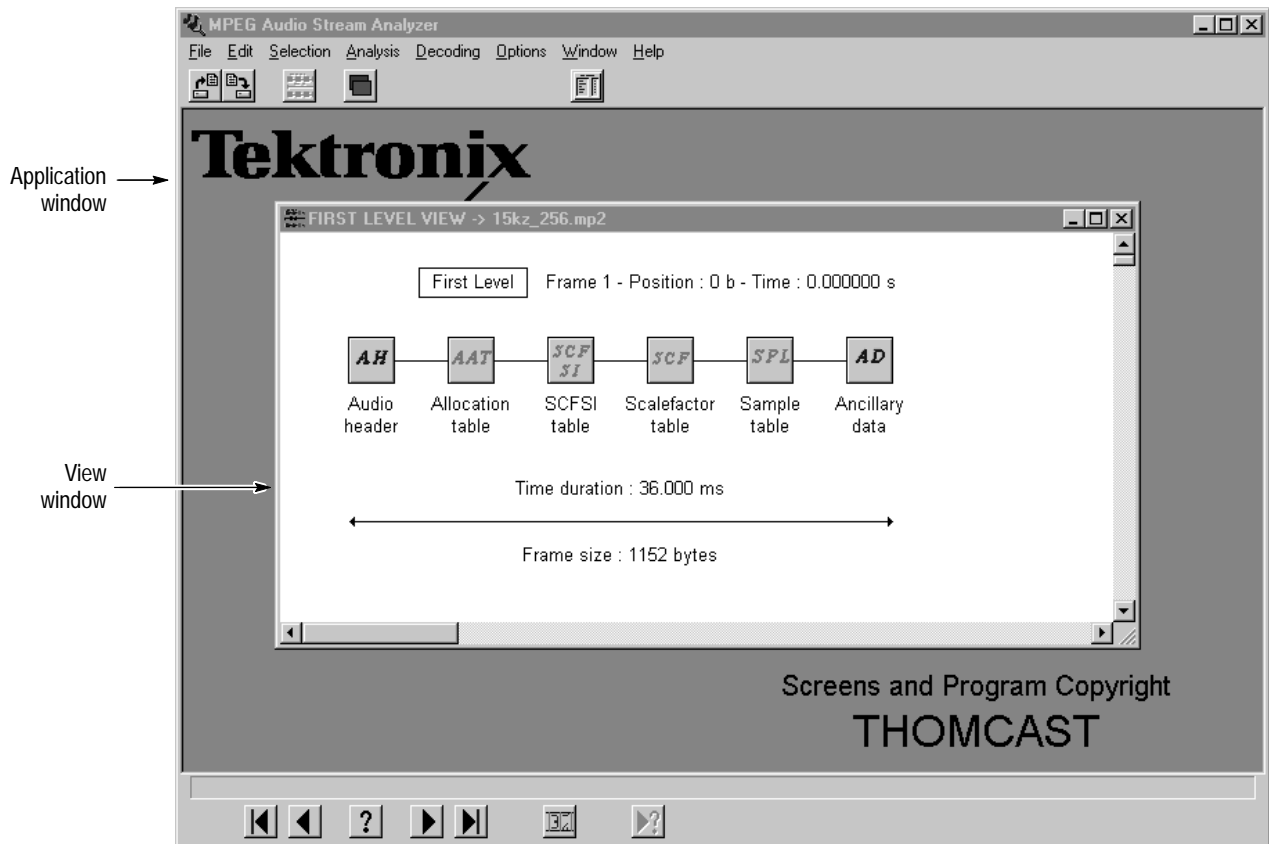 MPEG Audio Stream Analyzer
File Edit Selection Analysis Decoding Options Window Help
Tektronix
Application
window
FIRST LEVEL VIEW -> 15kz_256.mp2
First Level Frame 1 - Position : 0 b - Time : 0.000000 s
AH AAT SCF SI SCF SPL AD
Audio header
Allocation table
SCFSI table
Scalefactor table
Sample table
Ancillary data
View
window
Time duration : 36.000 ms
Frame size : 1152 bytes
Screens and Program Copyright
THOMCAST
? ?